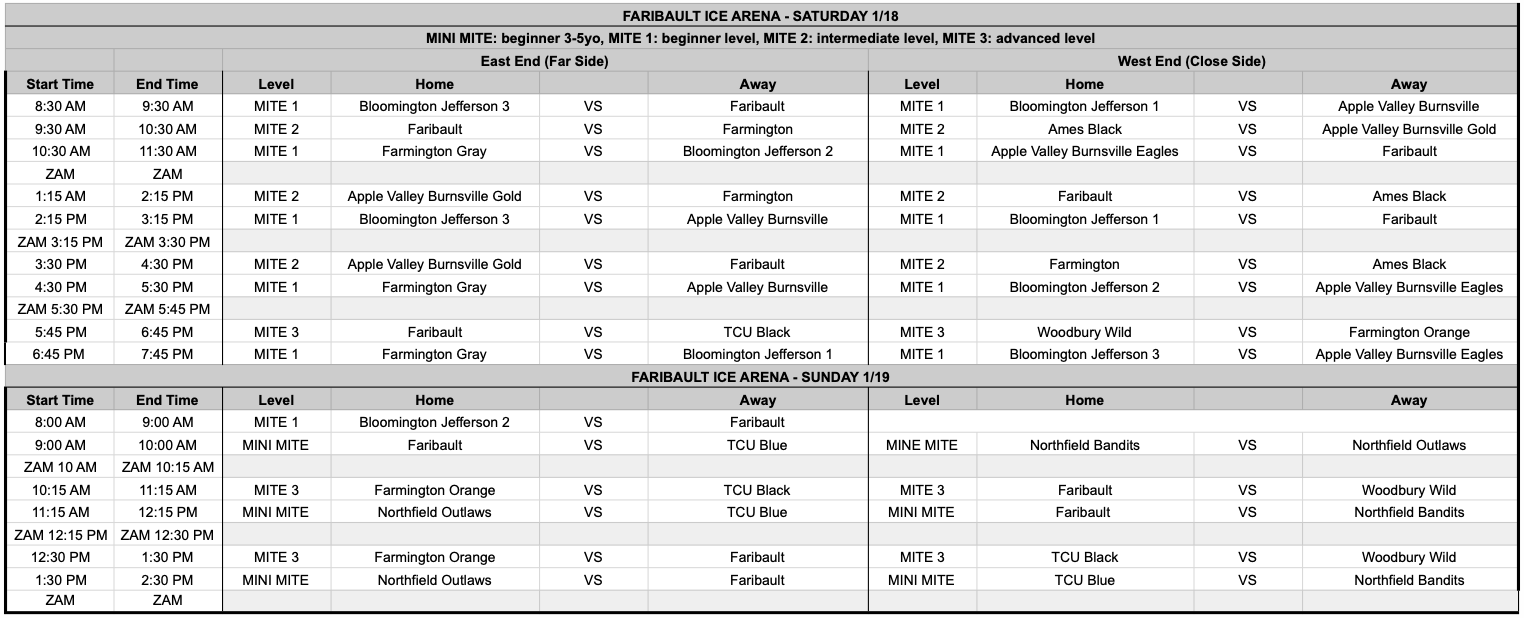 FARIBAULT ICE ARENA - SATURDAY 1/18
MINI MITE: beginner 3-5yo, MITE 1: beginner level, MITE 2: intermediate level, MITE 3: advanced level
East End (Far Side) West End (Close Side)
Start Time End Time Level Home Away Level Home Away
8:30 AM 9:30 AM MITE 1 Bloomington Jefferson 3 VS Faribault MITE 1 Bloomington Jefferson 1 VS Apple Valley Burnsville
9:30 AM 10:30 AM MITE 2 Faribault VS Farmington MITE 2 Ames Black VS Apple Valley Burnsville Gold
10:30 AM 11:30 AM MITE 1 Farmington Gray VS Bloomington Jefferson 2 MITE 1 Apple Valley Burnsville Eagles VS Faribault
ZAM ZAM
1:15 AM 2:15 PM MITE 2 Apple Valley Burnsville Gold VS Farmington MITE 2 Faribault VS Ames Black
2:15 PM 3:15 PM MITE 1 Bloomington Jefferson 3 VS Apple Valley Burnsville MITE 1 Bloomington Jefferson 1 VS Faribault
ZAM 3:15 PM ZAM 3:30 PM
3:30 PM 4:30 PM MITE 2 Apple Valley Burnsville Gold VS Faribault MITE 2 Farmington VS Ames Black
4:30 PM 5:30 PM MITE 1 Farmington Gray VS Apple Valley Burnsville MITE 1 Bloomington Jefferson 2 VS Apple Valley Burnsville Eagles
ZAM 5:30 PM ZAM 5:45 PM
5:45 PM 6:45 PM MITE 3 Faribault VS TCU Black MITE 3 Woodbury Wild VS Farmington Orange
6:45 PM 7:45 PM MITE 1 Farmington Gray VS Bloomington Jefferson 1 MITE 1 Bloomington Jefferson 3 VS Apple Valley Burnsville Eagles
FARIBAULT ICE ARENA - SUNDAY 1/19
Start Time End Time Level Home Away Level Home Away
8:00 AM 9:00 AM MITE 1 Bloomington Jefferson 2 VS Faribault
9:00 AM 10:00 AM MINI MITE Faribault VS TCU Blue MINE MITE Northfield Bandits VS Northfield Outlaws
ZAM 10 AM ZAM 10:15 AM
10:15 AM 11:15 AM MITE 3 Farmington Orange VS TCU Black MITE 3 Faribault VS Woodbury Wild
11:15 AM 12:15 PM MINI MITE Northfield Outlaws VS TCU Blue MINI MITE Faribault VS Northfield Bandits
ZAM 12:15 PM ZAM 12:30 PM
12:30 PM 1:30 PM MITE 3 Farmington Orange VS Faribault MITE 3 TCU Black VS Woodbury Wild
1:30 PM 2:30 PM MINI MITE Northfield Outlaws VS Faribault MINI MITE TCU Blue VS Northfield Bandits
ZAM ZAM